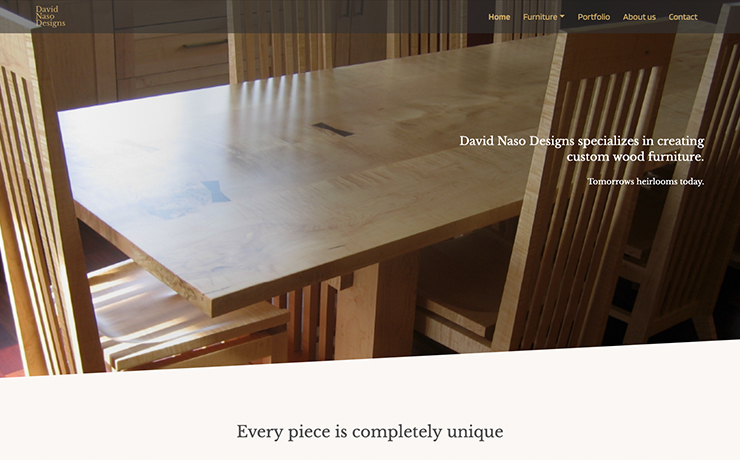 David
Naso
Designs
Home Furniture Portfolio About us Contact
David Naso Designs specializes in creating
custom wood furniture.
Tomorrows heirlooms today.
Every piece is completely unique